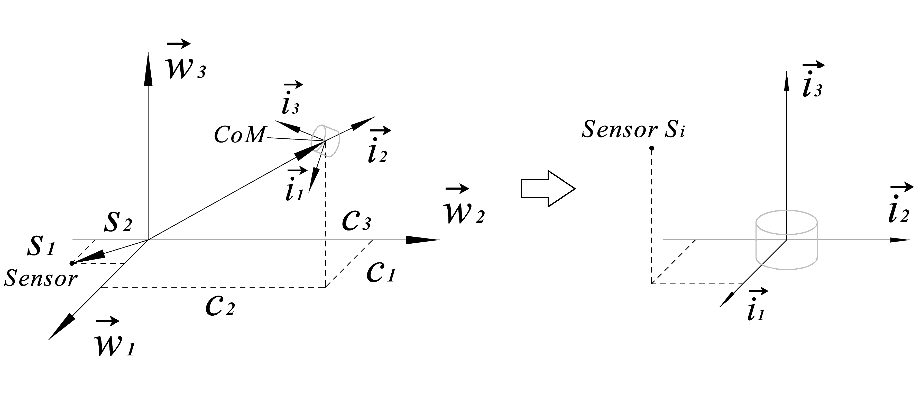 w3
i3
CoM
i2
i1
w2
S2
C3
S1
Sensor
C1
C2
w1
i3
Sensor Si
i2
i1